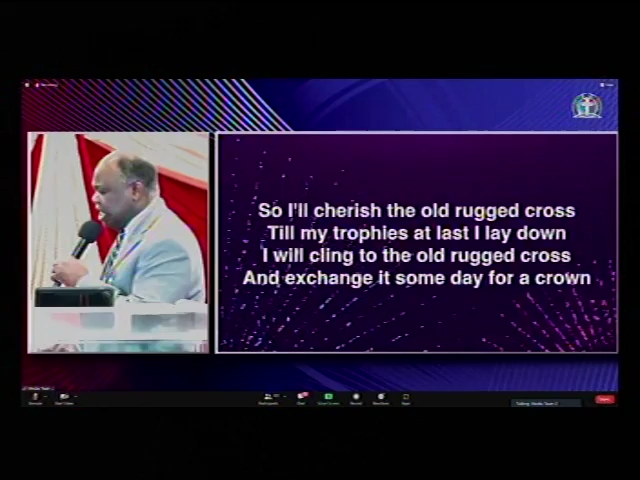 So I'll cherish the old rugged cross
Till my trophies at last I lay down
I will cling to the old rugged cross
And exchange it some day for a crown